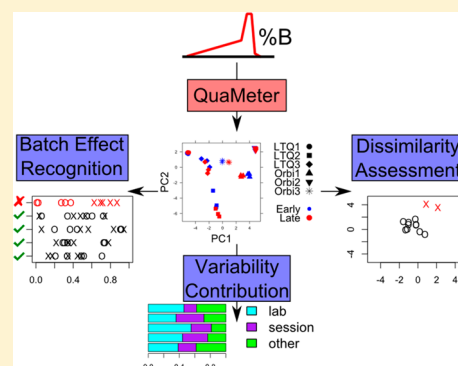 %B
QuaMeter
Batch Effect
Recognition
Dissimilarity
Assessment
PC2
PC1
LTQ1
LTQ2
LTQ3
Orbi1
Orbi2
Orbi3
Early
Late
0.0 0.4 0.8
-4 0 4
-4 -2 0 2 4
Variability
Contribution
lab
session
other